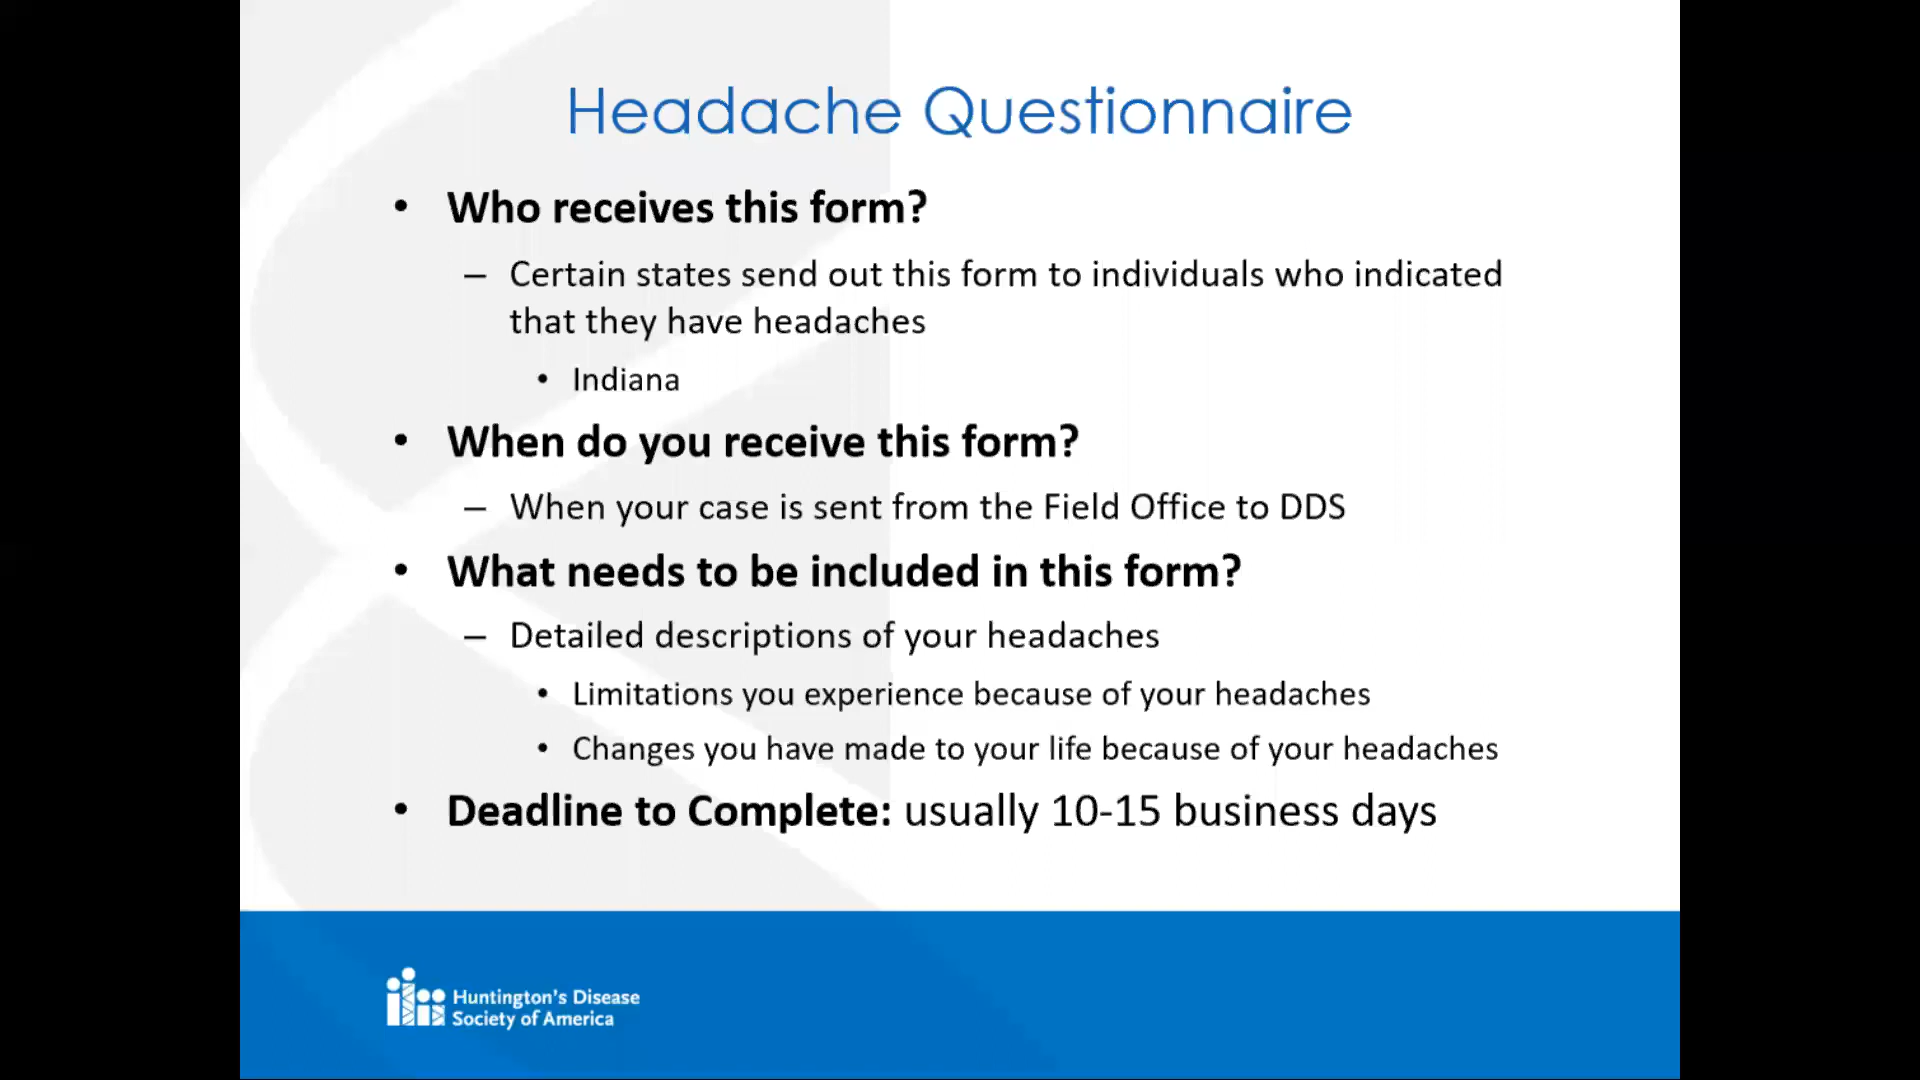 Headache Questionnaire
• Who receives this form?
– Certain states send out this form to individuals who indicated
that they have headaches
• Indiana
• When do you receive this form?
– When your case is sent from the Field Office to DDS
• What needs to be included in this form?
– Detailed descriptions of your headaches
• Limitations you experience because of your headaches
• Changes you have made to your life because of your headaches
• Deadline to Complete: usually 10-15 business days
Huntington's Disease
Society of America